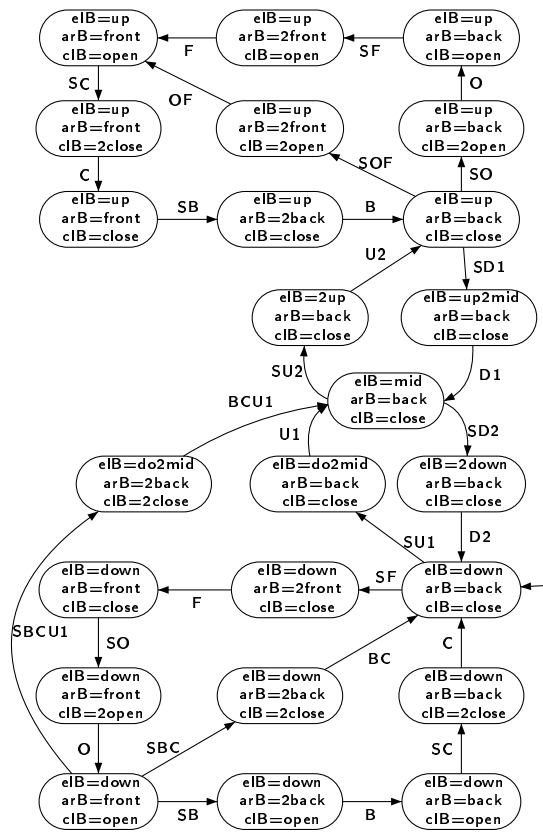 elB=up
arB=front
clB=open
F
elB=up
arB=2front
clB=open
SF
elB=up
arB=back
clB=open
SC
OF
O
elB=up
arB=front
clB=2close
elB=up
arB=2front
clB=2open
elB=up
arB=back
clB=2open
C
SOF
SO
elB=up
arB=front
clB=close
SB
elB=up
arB=2back
clB=close
B
elB=up
arB=back
clB=close
U2
SD1
elB=2up
arB=back
clB=close
elB=up2mid
arB=back
clB=close
SU2
D1
elB=mid
arB=back
clB=close
BCU1
U1
SD2
elB=do2mid
arB=2back
clB=2close
elB=do2mid
arB=back
clB=close
elB=2down
arB=back
clB=close
SU1
D2
elB=down
arB=front
clB=close
F
elB=down
arB=2front
clB=close
SF
elB=down
arB=back
clB=close
SBCU1
SO
BC
C
elB=down
arB=front
clB=2open
elB=down
arB=2back
clB=2close
elB=down
arB=back
clB=2close
O
SBC
SC
elB=down
arB=front
clB=open
SB
elB=down
arB=2back
clB=open
B
elB=down
arB=back
clB=open